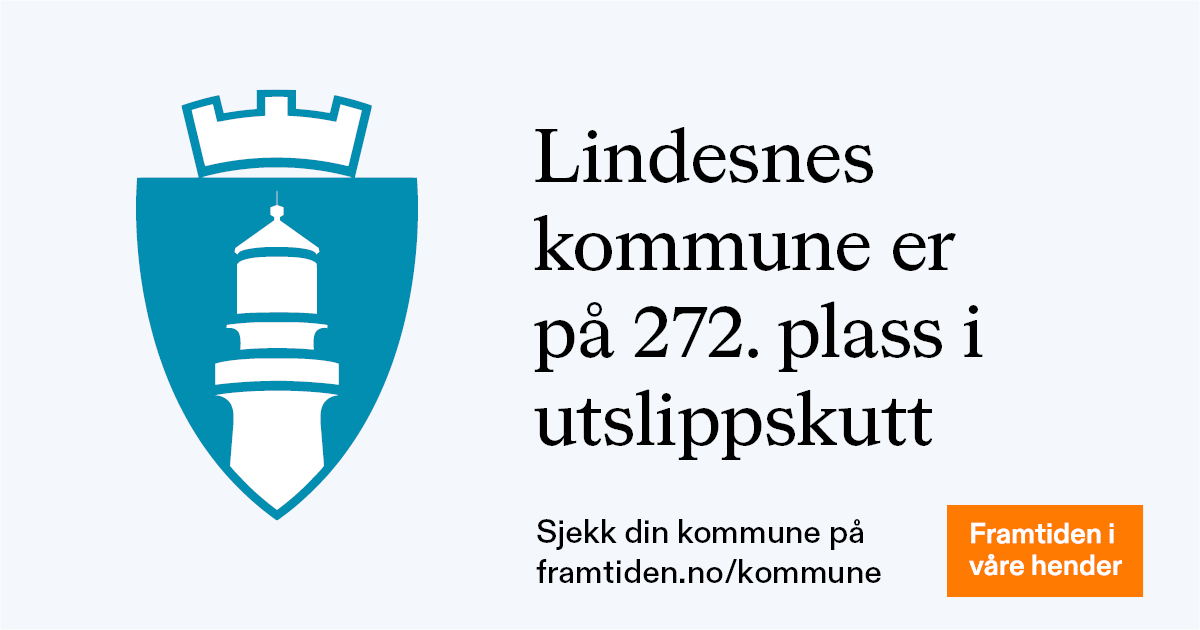 Lindesnes
kommune er
på 272. plass i
utslippskutt
Sjekk din kommune på
framtiden.no/kommune
Framtiden i
våre hender